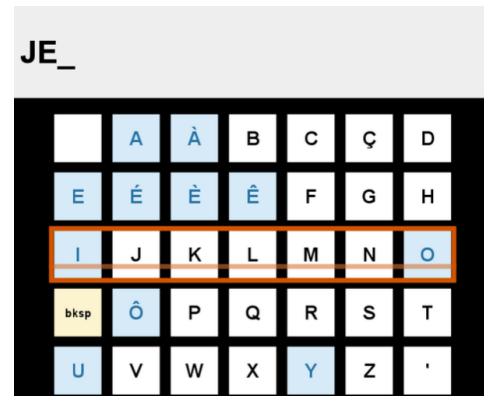 JE_
A À B C Ç D
E É È Ê F G H
I J K L M N O
bksp Ô P Q R S T
U V W X Y Z '